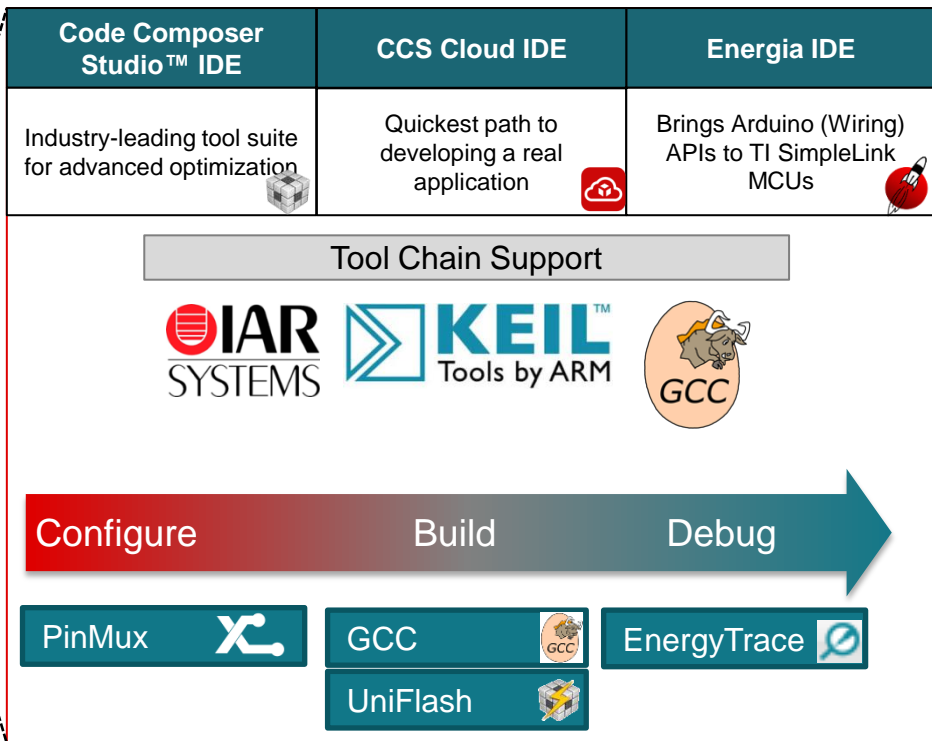 Code Composer
Studio™ IDE
CCS Cloud IDE
Energia IDE
Industry-leading tool suite
for advanced optimization
Quickest path to
developing a real
application
Brings Arduino (Wiring)
APIs to TI SimpleLink
MCUs
Tool Chain Support
IAR
SYSTEMS
KEIL™
Tools by ARM
GCC
Configure
Build
Debug
PinMux
GCC
GCC
EnergyTrace
UniFlash